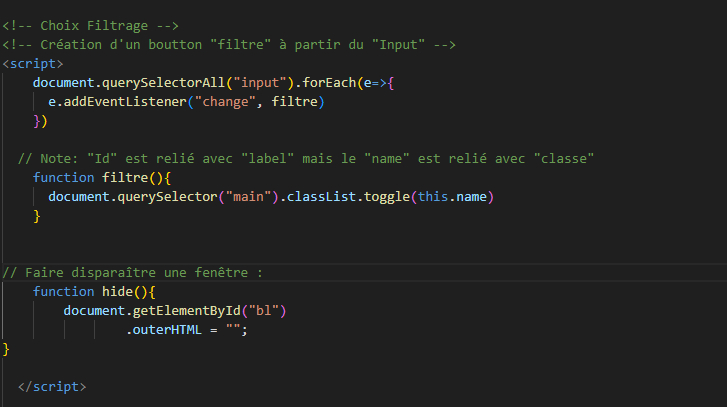 <!-- Choix Filtrage -->
<!-- Création d'un boutton "filtre" à partir du "Input" -->
<script>
document.querySelectorAll("input").forEach(e=>{
e.addEventListener("change", filtre)
})
// Note: "Id" est relié avec "label" mais le "name" est relié avec "classe"
function filtre(){
document.querySelector("main").classList.toggle(this.name)
}
// Faire disparaître une fenêtre :
function hide(){
document.getElementById("bl")
.outerHTML = "";
}
</script>